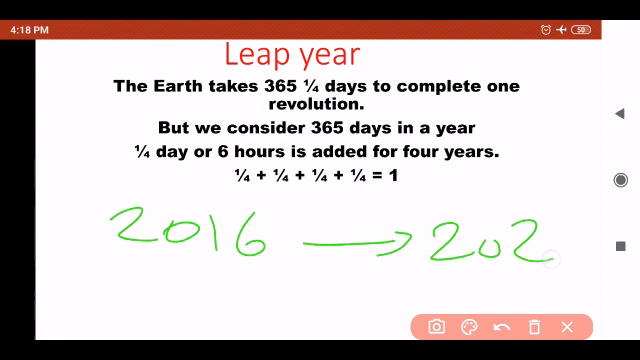 4:18 PM
50
Leap year
The Earth takes 365 ¼ days to complete one
revolution.
But we consider 365 days in a year
¼ day or 6 hours is added for four years.
¼ + ¼ + ¼ + ¼ = 1
2016 → 202